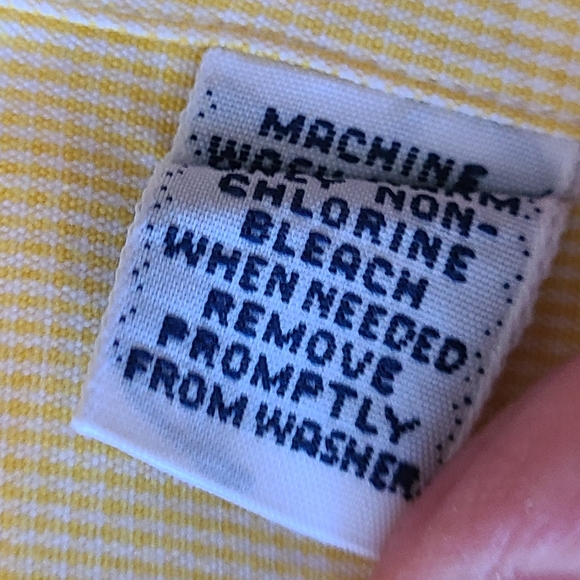 MACHINE
NON-
CHLORINE
BLEACH
WHEN NEEDED
REMOVE
PROMPTLY
FROM WASHER